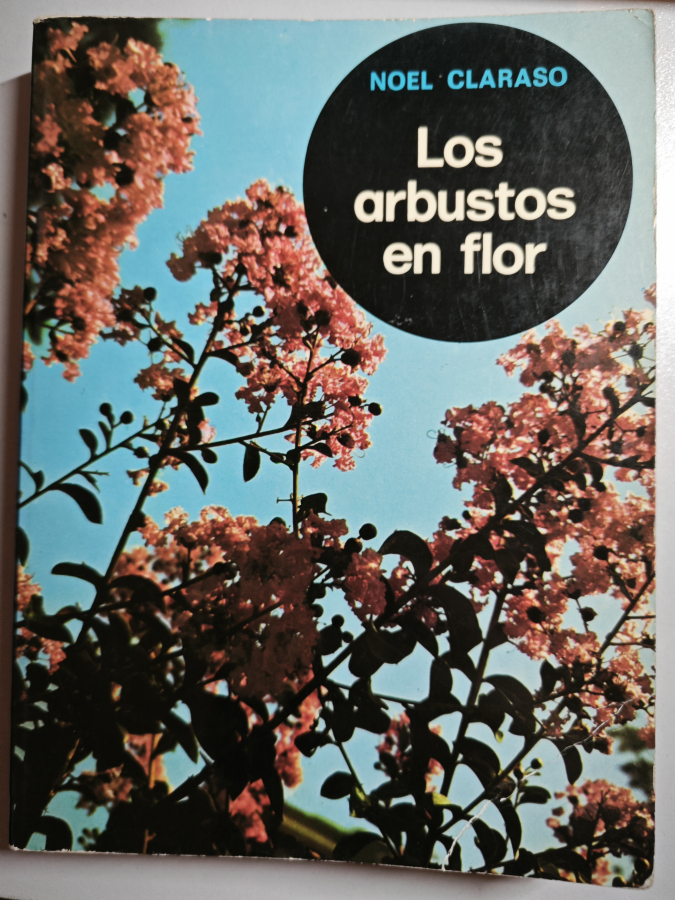 NOEL CLARASO
Los
arbustos
en flor